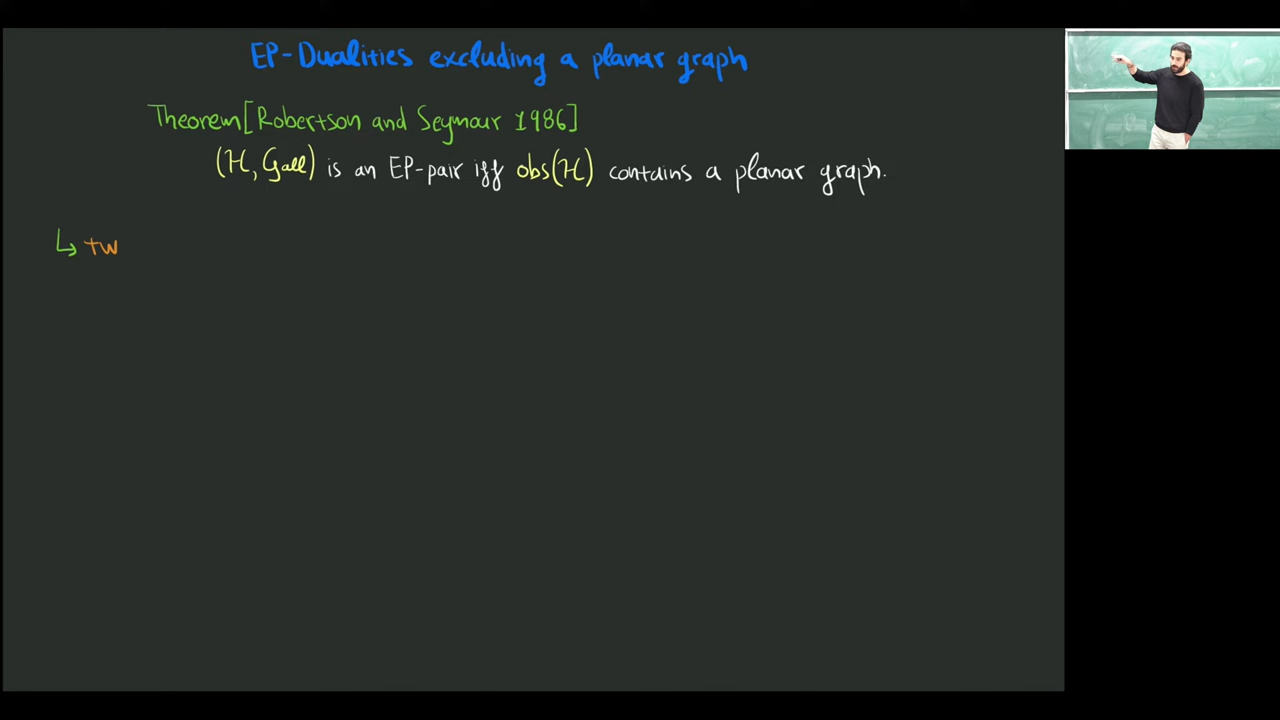 EP-Dualities excluding a planar graph
Theorem[Robertson and Seymour 1986]
(H, Gall) is an EP-pair iff obs(H) contains a planar graph.
↳ tw